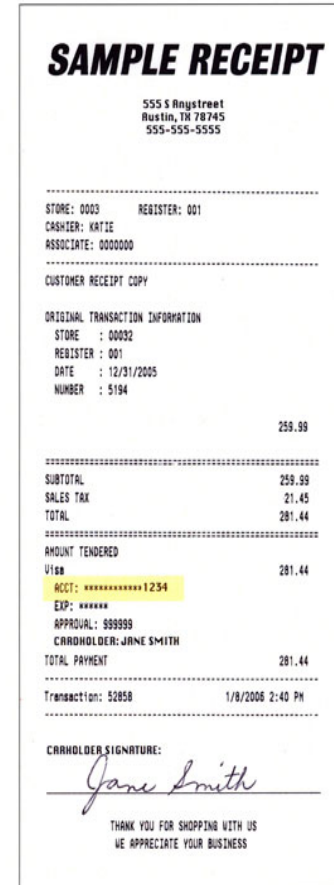 SAMPLE RECEIPT
555 S Anystreet
Austin, TX 78745
555-555-5555
STORE: 0003 REGISTER: 001
CASHIER: KATIE
ASSOCIATE: 0000000
CUSTOMER RECEIPT COPY
ORIGINAL TRANSACTION INFORMATION
STORE : 00032
REGISTER : 001
DATE : 12/31/2005
NUMBER : 5194
259.99
SUBTOTAL 259.99
SALES TAX 21.45
TOTAL 281.44
AMOUNT TENDERED
Visa 281.44
ACCT: ************1234
EXP: ******
APPROVAL: 999999
CARDHOLDER: JANE SMITH
TOTAL PAYMENT 281.44
Transaction: 52858 1/8/2006 2:40 PM
CARHOLDER SIGNATURE:
Jane Smith
THANK YOU FOR SHOPPING WITH US
WE APPRECIATE YOUR BUSINESS